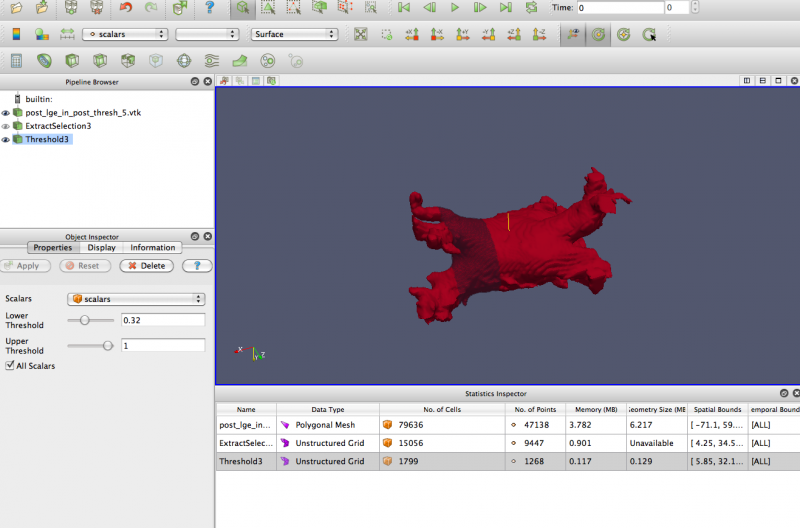 Time: 0 0
scalars Surface
+X -X +Y -Y +Z -Z
Pipeline Browser
builtin:
post_lge_in_post_thresh_5.vtk
ExtractSelection3
Threshold3
Object Inspector
Properties Display Information
Apply Reset Delete ?
Scalars scalars
Lower
Threshold 0.32
Upper
Threshold 1
All Scalars
X Y Z
Statistics Inspector
Name Data Type No. of Cells No. of Points Memory (MB) Geometry Size (MB Spatial Bounds emporal Bound
post_lge_in... Polygonal Mesh 79636 47138 3.782 6.217 [ -71.1, 59.... [ALL]
ExtractSelec... Unstructured Grid 15056 9447 0.901 Unavailable [ 4.25, 34.5... [ALL]
Threshold3 Unstructured Grid 1799 1268 0.117 0.129 [ 5.85, 32.1... [ALL]